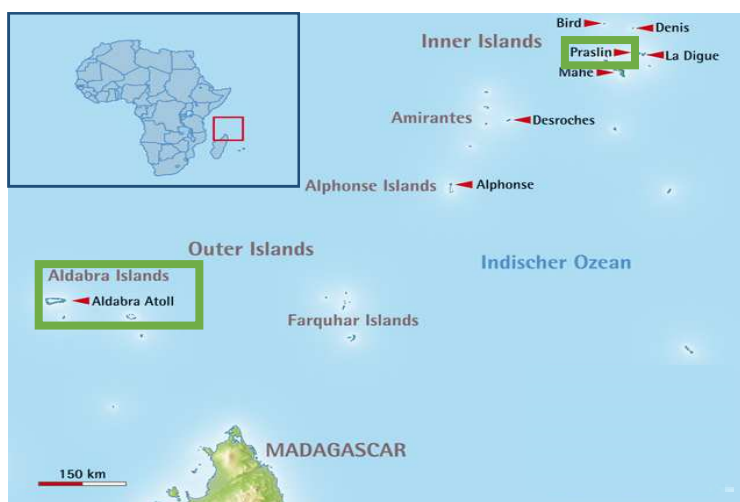 Bird
Denis
Inner Islands
Praslin
La Digue
Mahe
Amirantes
Desroches
Alphonse Islands
Alphonse
Outer Islands
Indischer Ozean
Aldabra Islands
Aldabra Atoll
Farquhar Islands
MADAGASCAR
150 km